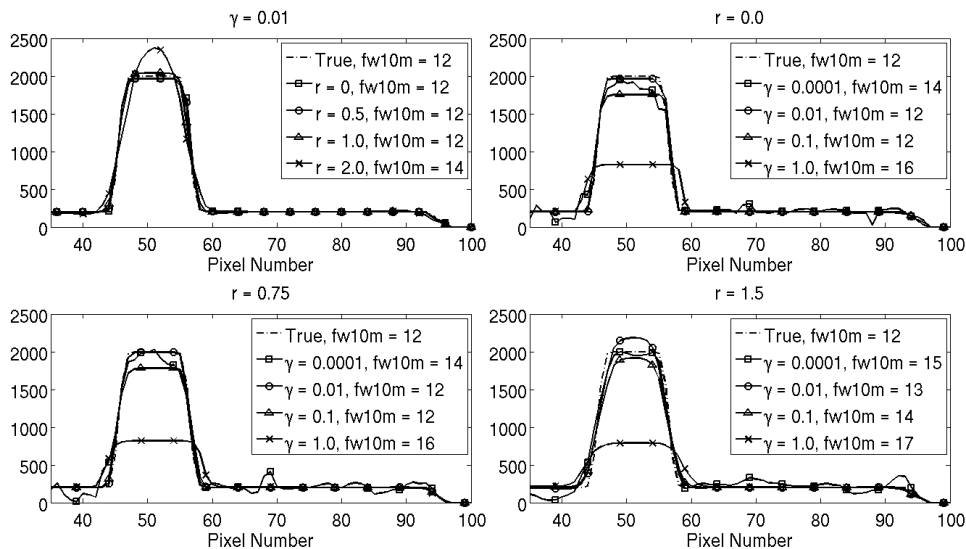 γ = 0.01
2500
2000
1500
1000
500
0
True, fw10m = 12
r = 0, fw10m = 12
r = 0.5, fw10m = 12
r = 1.0, fw10m = 12
r = 2.0, fw10m = 14
40 50 60 70 80 90 100
Pixel Number
r = 0.0
2500
2000
1500
1000
500
0
True, fw10m = 12
γ = 0.0001, fw10m = 14
γ = 0.01, fw10m = 12
γ = 0.1, fw10m = 12
γ = 1.0, fw10m = 16
40 50 60 70 80 90 100
Pixel Number
r = 0.75
2500
2000
1500
1000
500
0
True, fw10m = 12
γ = 0.0001, fw10m = 14
γ = 0.01, fw10m = 12
γ = 0.1, fw10m = 12
γ = 1.0, fw10m = 16
40 50 60 70 80 90 100
Pixel Number
r = 1.5
2500
2000
1500
1000
500
0
True, fw10m = 12
γ = 0.0001, fw10m = 15
γ = 0.01, fw10m = 13
γ = 0.1, fw10m = 14
γ = 1.0, fw10m = 17
40 50 60 70 80 90 100
Pixel Number